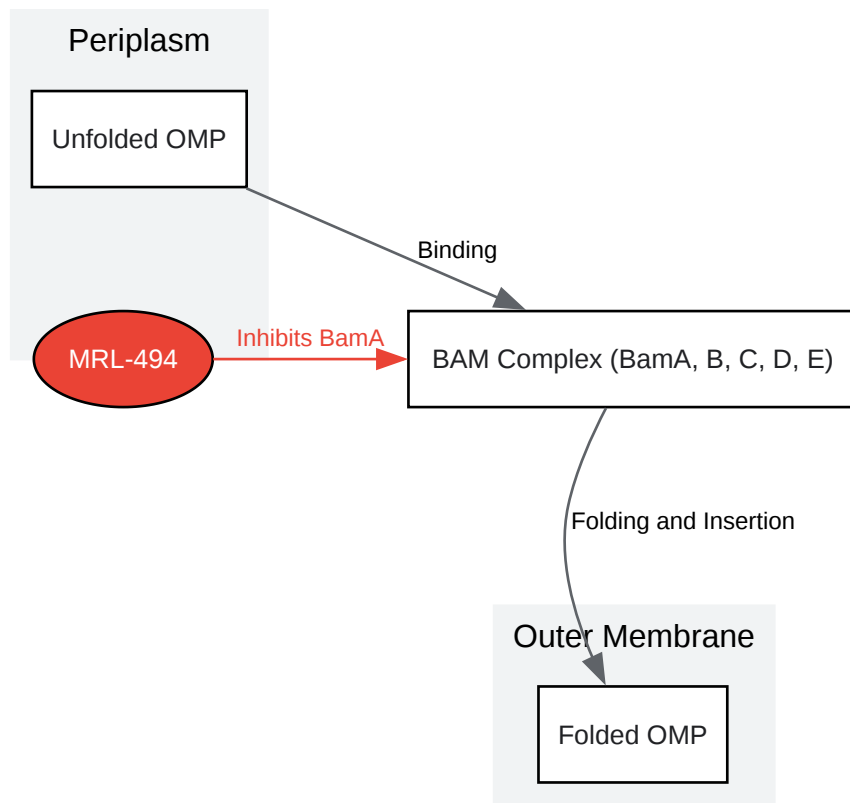 Periplasm
Unfolded OMP
Binding
Inhibits BamA
MRL-494
BAM Complex (BamA, B, C, D, E)
Folding and Insertion
Outer Membrane
Folded OMP